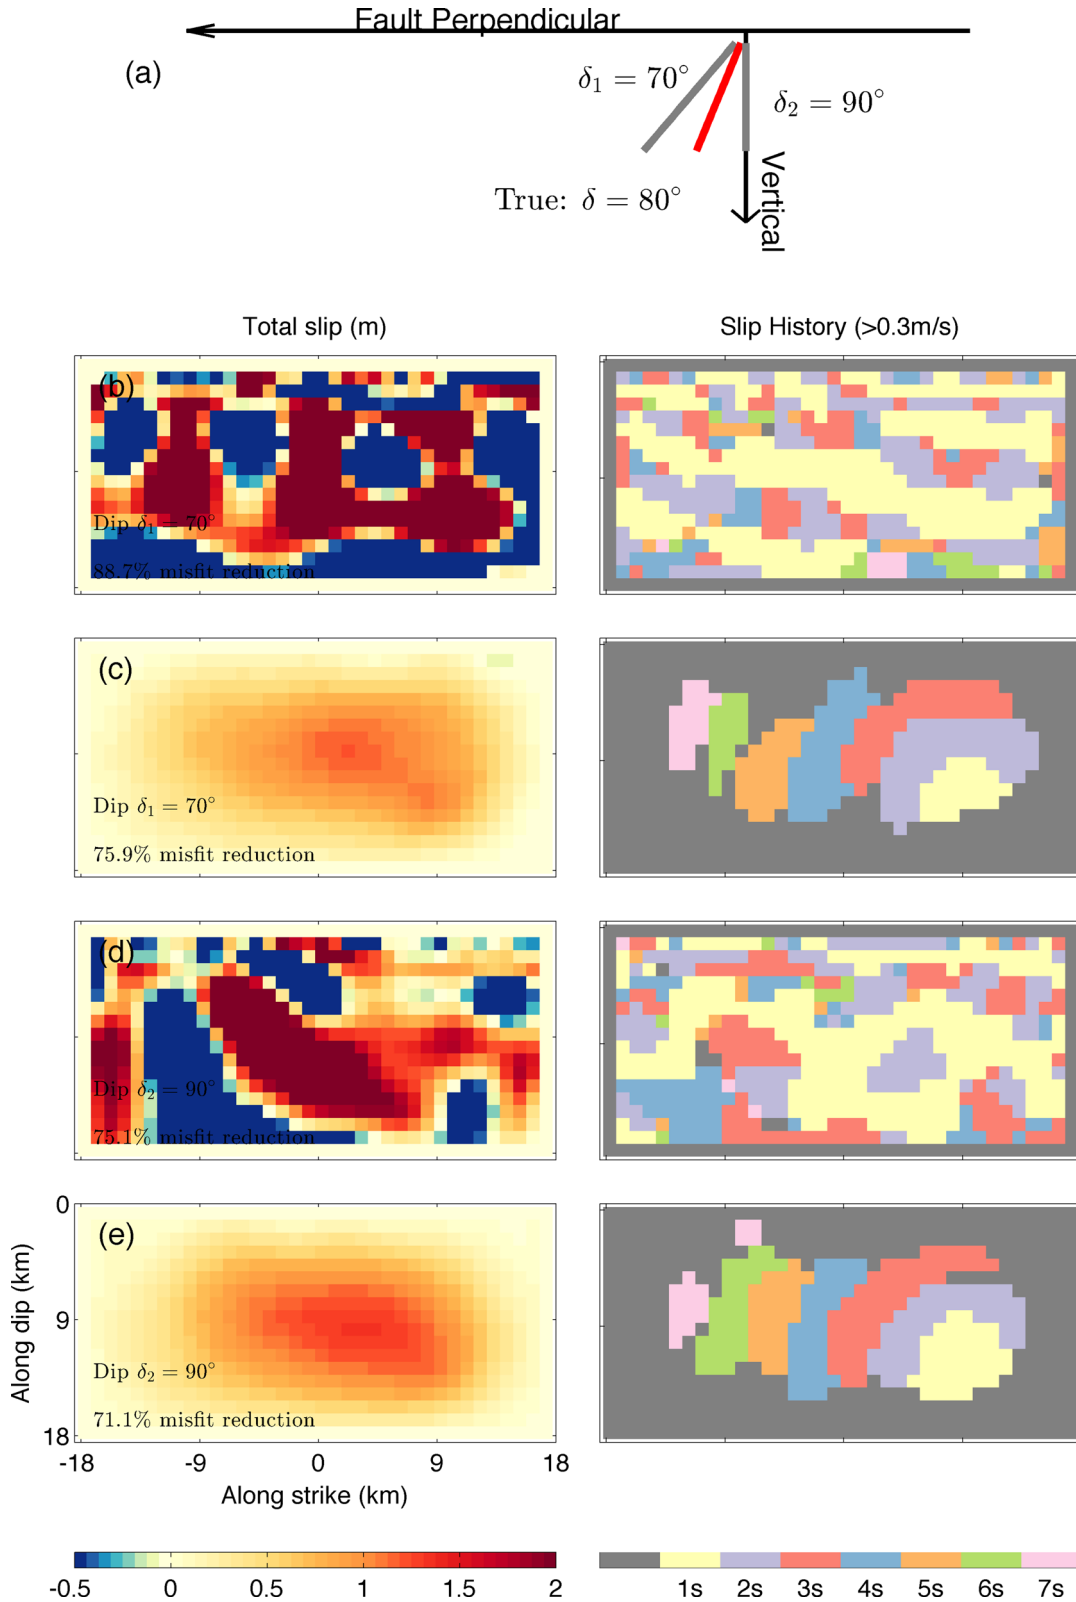 Fault Perpendicular
(a)
δ₁ = 70°
δ₂ = 90°
Vertical
True: δ = 80°
Total slip (m)
Slip History (>0.3m/s)
(b)
Dip δ₁ = 70°
88.7% misfit reduction
(c)
Dip δ₁ = 70°
75.9% misfit reduction
(d)
Dip δ₂ = 90°
75.1% misfit reduction
(e)
Dip δ₂ = 90°
71.1% misfit reduction
0
9
18
Along dip (km)
-18 -9 0 9 18
Along strike (km)
-0.5 0 0.5 1 1.5 2
1s 2s 3s 4s 5s 6s 7s